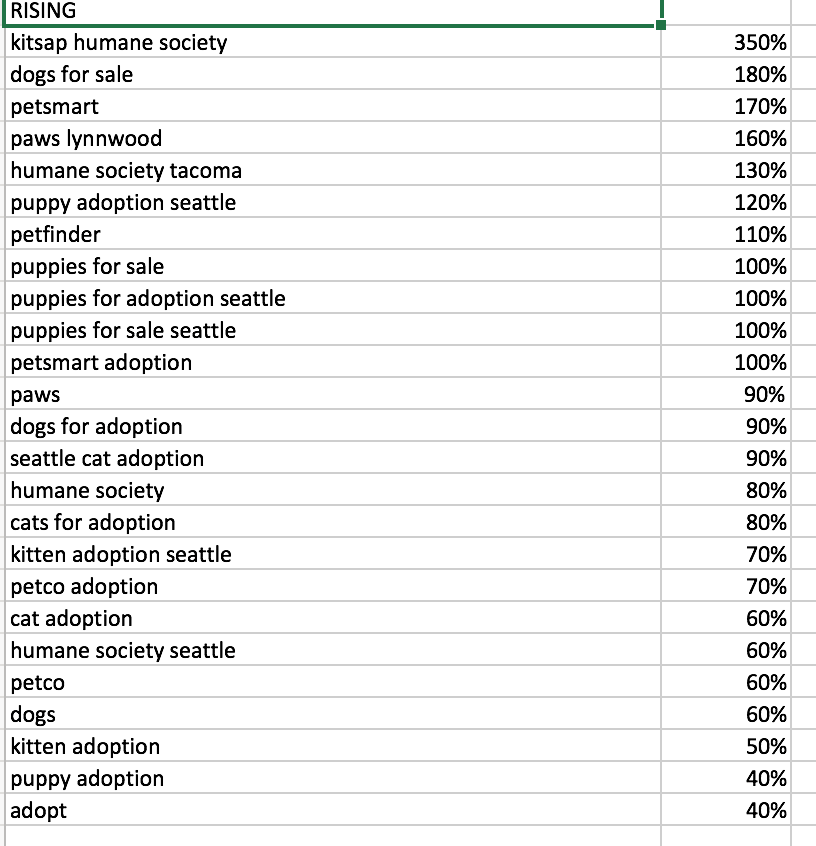 RISING
kitsap humane society 350%
dogs for sale 180%
petsmart 170%
paws lynnwood 160%
humane society tacoma 130%
puppy adoption seattle 120%
petfinder 110%
puppies for sale 100%
puppies for adoption seattle 100%
puppies for sale seattle 100%
petsmart adoption 100%
paws 90%
dogs for adoption 90%
seattle cat adoption 90%
humane society 80%
cats for adoption 80%
kitten adoption seattle 70%
petco adoption 70%
cat adoption 60%
humane society seattle 60%
petco 60%
dogs 60%
kitten adoption 50%
puppy adoption 40%
adopt 40%